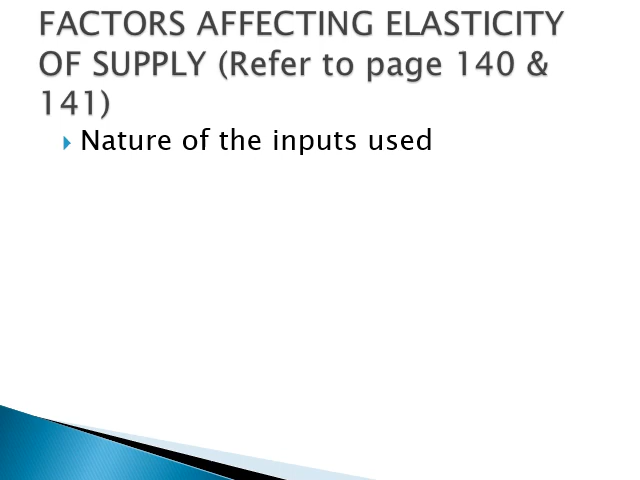 FACTORS AFFECTING ELASTICITY
OF SUPPLY (Refer to page 140 &
141)
Nature of the inputs used